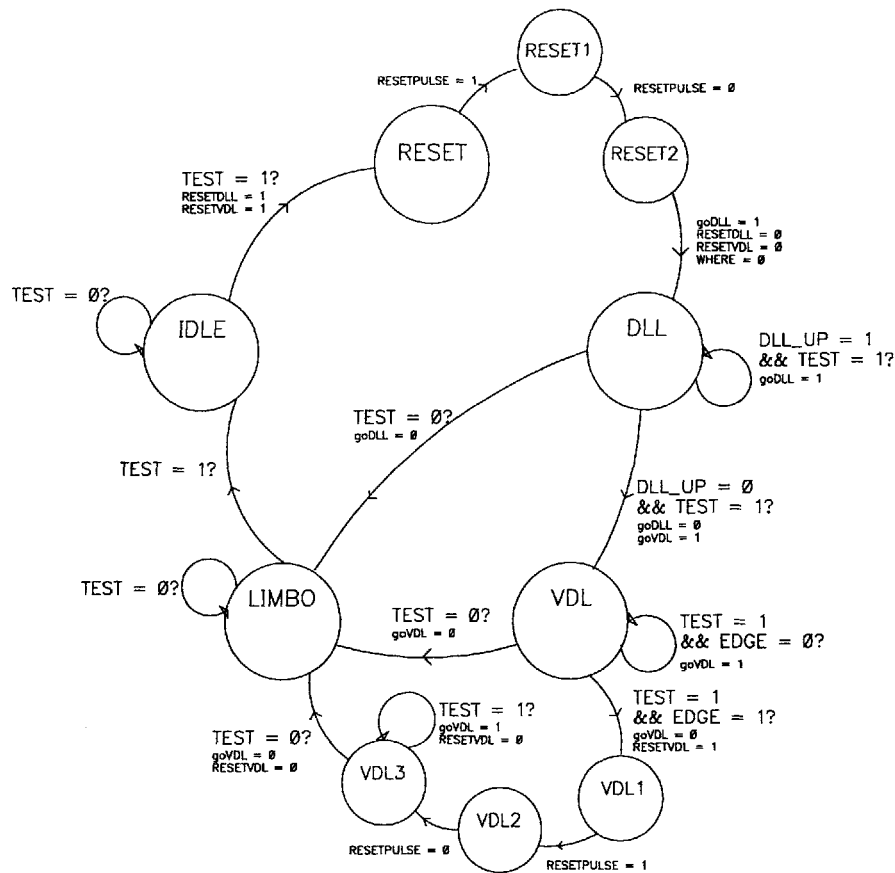 RESET1
RESETPULSE = 1
RESETPULSE = Ø
RESET
RESET2
TEST = 1?
RESETDLL = 1
RESETVDL = 1
goDLL = 1
RESETDLL = Ø
RESETVDL = Ø
WHERE = Ø
TEST = Ø?
IDLE
DLL
DLL_UP = 1
&& TEST = 1?
goDLL = 1
TEST = Ø?
goDLL = Ø
TEST = 1?
DLL_UP = Ø
&& TEST = 1?
goDLL = Ø
goVDL = 1
TEST = Ø?
LIMBO
VDL
TEST = Ø?
goVDL = Ø
TEST = 1
&& EDGE = Ø?
goVDL = 1
TEST = 1
&& EDGE = 1?
goVDL = Ø
RESETVDL = 1
TEST = 1?
goVDL = 1
RESETVDL = Ø
TEST = Ø?
goVDL = Ø
RESETVDL = Ø
VDL3
VDL1
VDL2
RESETPULSE = Ø
RESETPULSE = 1